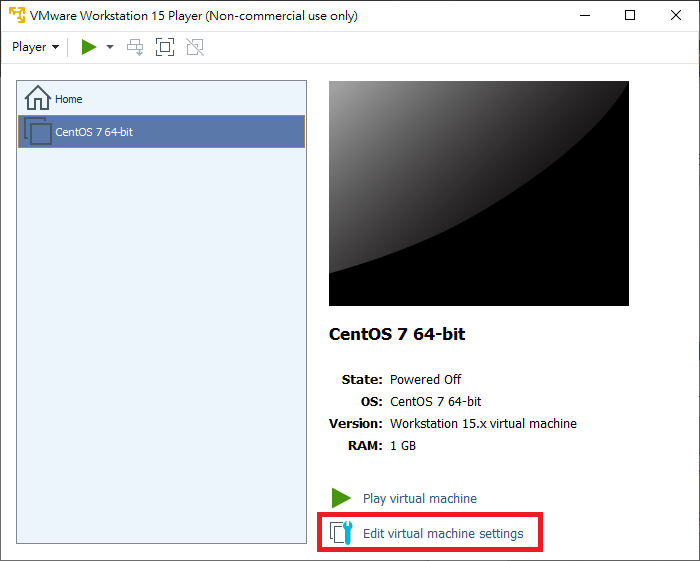 VMware Workstation 15 Player (Non-commercial use only)
Player
Home
CentOS 7 64-bit
CentOS 7 64-bit
State: Powered Off
OS: CentOS 7 64-bit
Version: Workstation 15.x virtual machine
RAM: 1 GB
Play virtual machine
Edit virtual machine settings